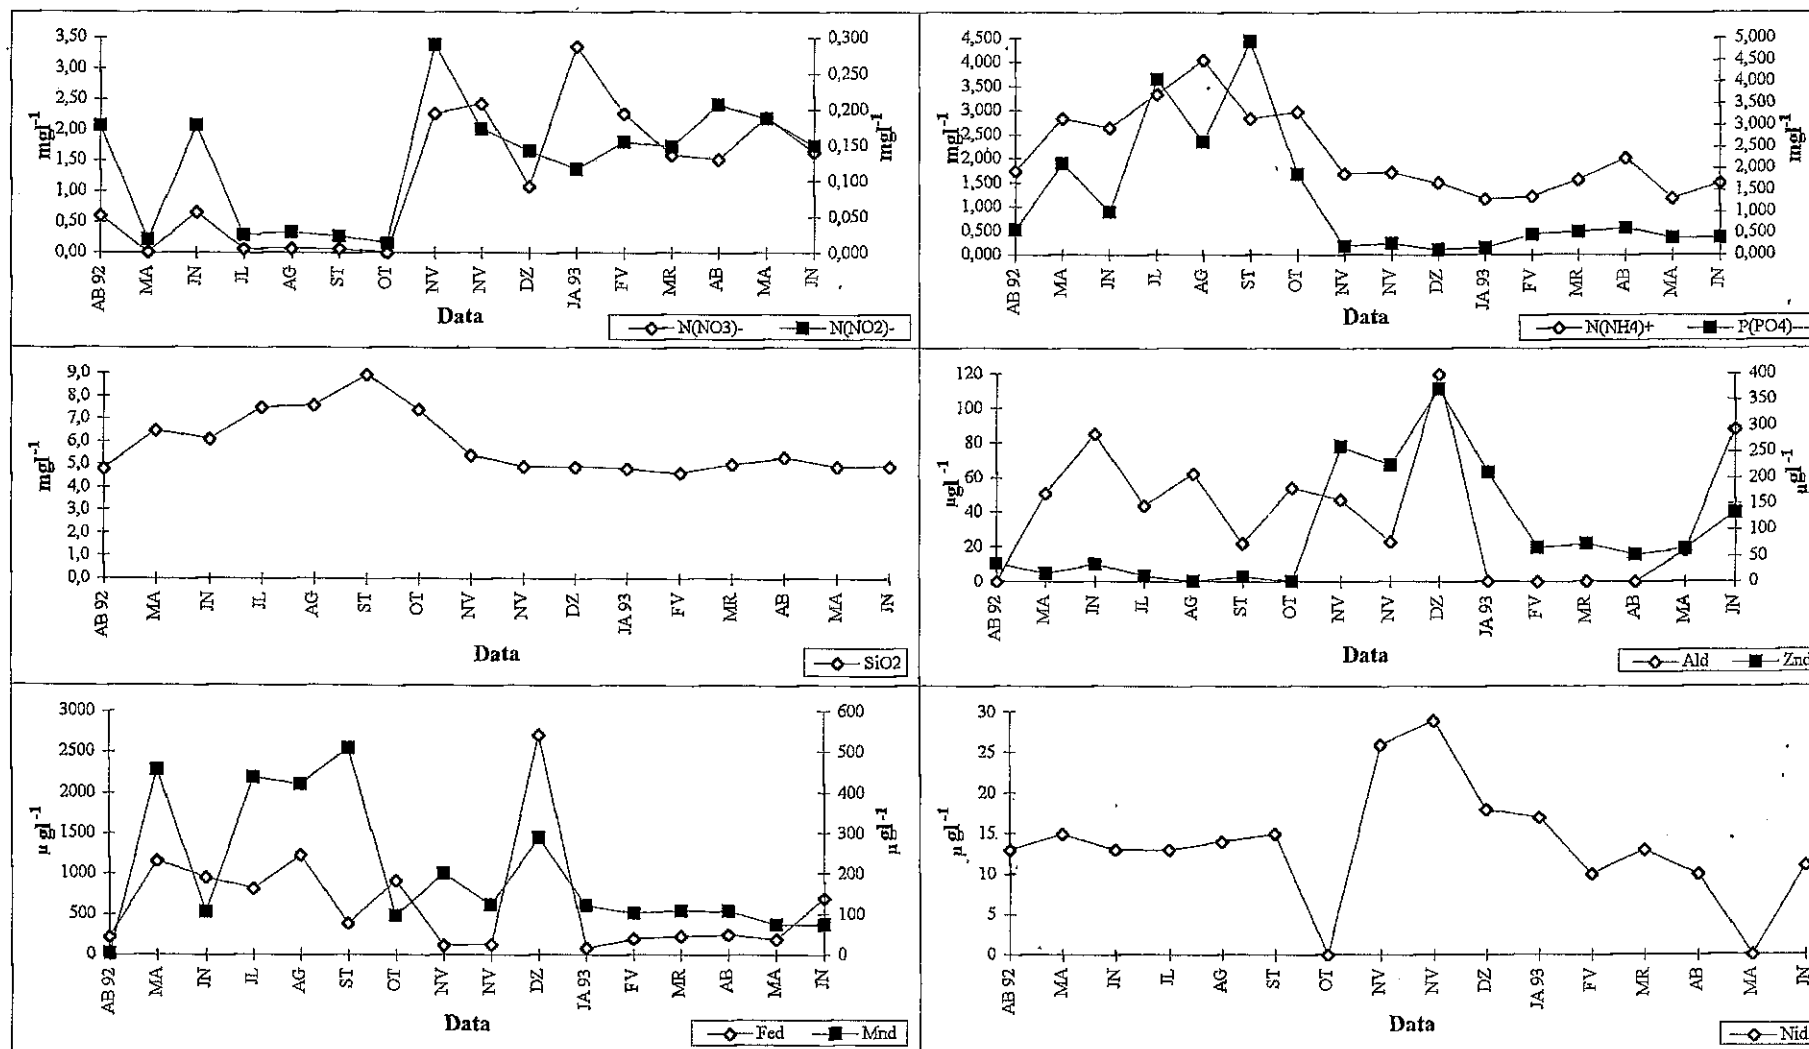 3,50
3,00
2,50
2,00
1,50
1,00
0,50
0,00
mgl-1
0,300
0,250
0,200
0,150
0,100
0,050
0,000
mgl-1
AB 92 MA JN JL AG ST OT NV NV DZ JA 93 FV MR AB MA JN
Data
N(NO3)- N(NO2)-
4,500
4,000
3,500
3,000
2,500
2,000
1,500
1,000
0,500
0,000
mgl-1
5,000
4,500
4,000
3,500
3,000
2,500
2,000
1,500
1,000
0,500
0,000
mgl-1
AB 92 MA JN JL AG ST OT NV NV DZ JA 93 FV MR AB MA JN
Data
N(NH4)+ P(PO4)---
9,0
8,0
7,0
6,0
5,0
4,0
3,0
2,0
1,0
0,0
mgl-1
AB 92 MA JN JL AG ST OT NV NV DZ JA 93 FV MR AB MA JN
Data
SiO2
120
100
80
60
40
20
0
µgl-1
400
350
300
250
200
150
100
50
0
µgl-1
AB 92 MA JN JL AG ST OT NV NV DZ JA 93 FV MR AB MA JN
Data
Ald Znd
3000
2500
2000
1500
1000
500
0
µ gl-1
600
500
400
300
200
100
0
µ gl-1
AB 92 MA JN JL AG ST OT NV NV DZ JA 93 FV MR AB MA JN
Data
Fed Mnd
30
25
20
15
10
5
0
µ gl-1
AB 92 MA JN JL AG ST OT NV NV DZ JA 93 FV MR AB MA JN
Data
Nid